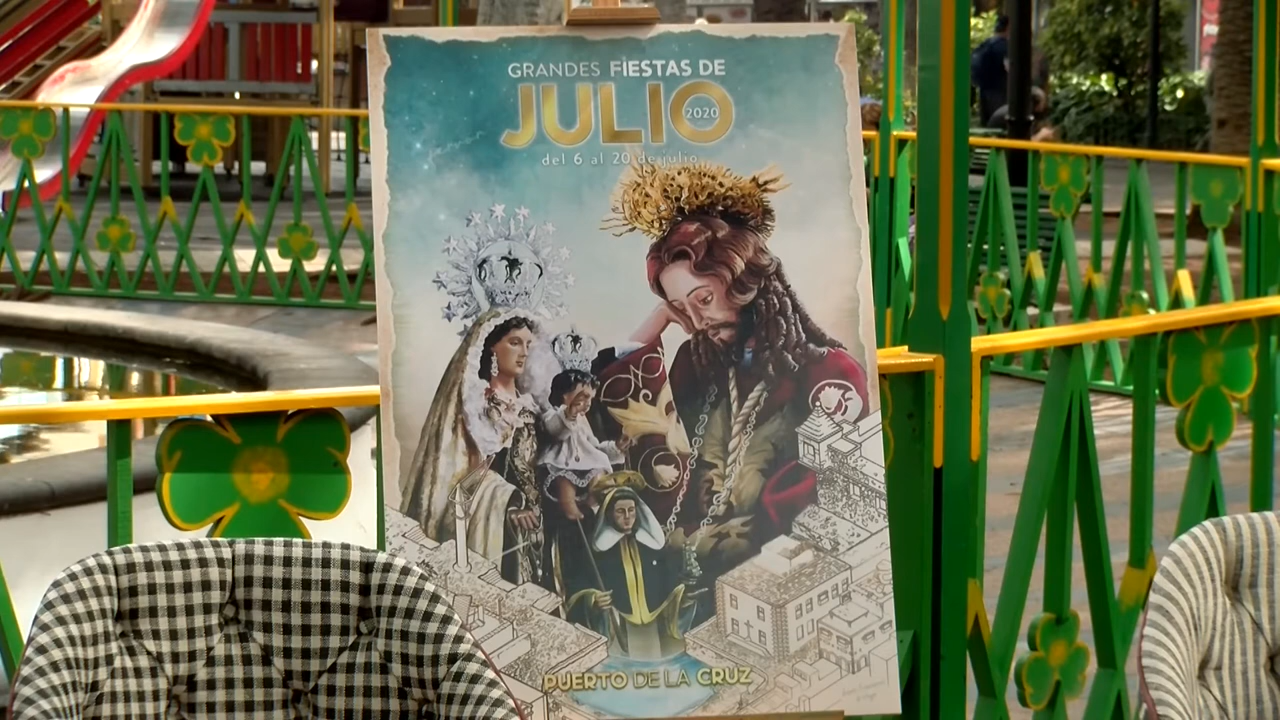 GRANDES FIESTAS DE
JULIO
2020
del 6 al 20 de julio
PUERTO DE LA CRUZ